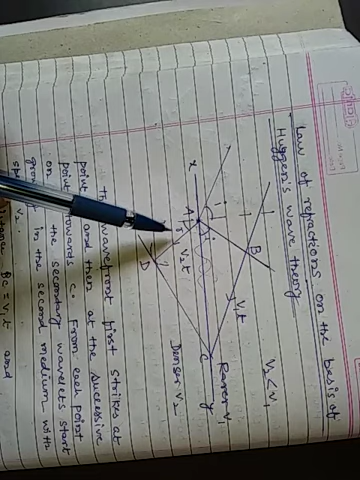 Law of refractions on the basis of
Huygen's wave theory
V₂ < V₁
Rarer V₁
B
V₁t
x
A
i
r
C
y
V₂t
D
Denser V₂
the wavefront first strikes at
point and then at the successive
points towards C. From each point
on the secondary wavelets start
growing in the second medium with
BC = V₁t and